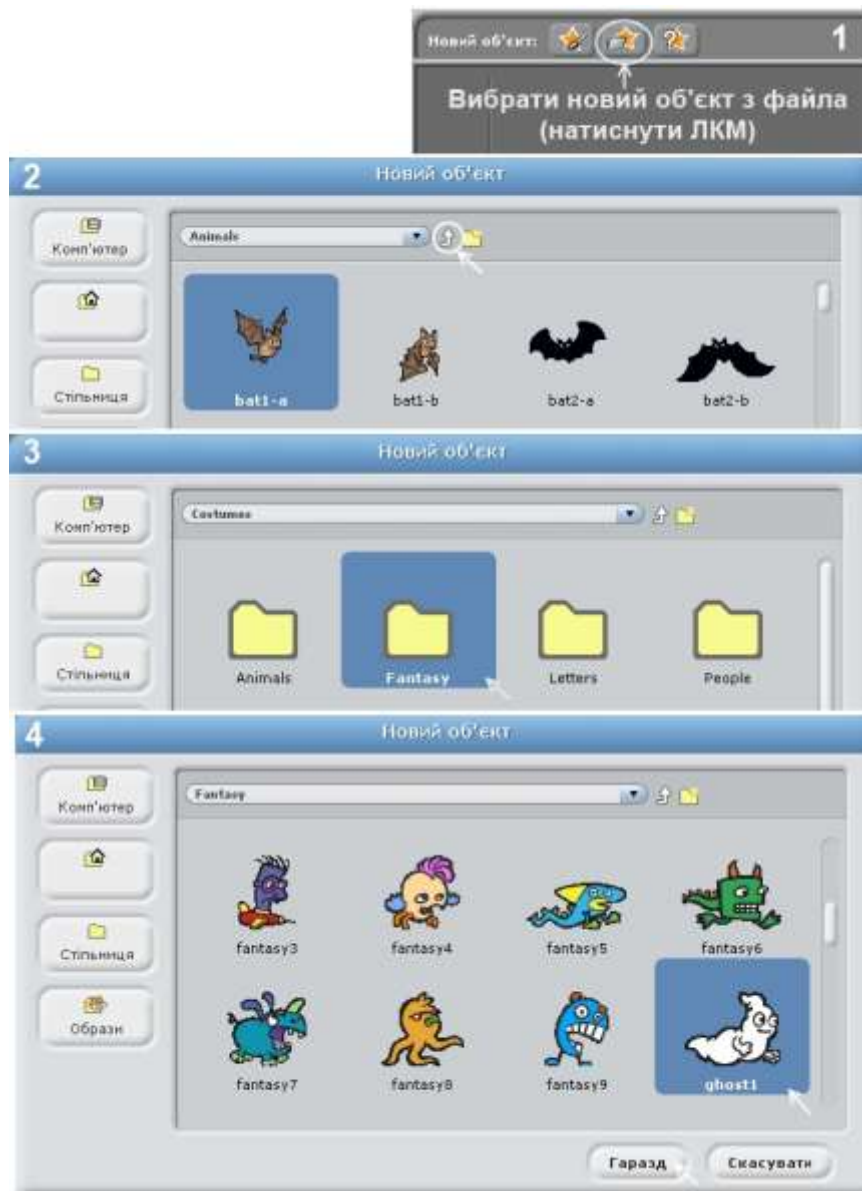 Новий об'єкт: 1
Вибрати новий об'єкт з файла
(натиснути ЛКМ)
2 Новий об'єкт
Комп'ютер
Animals
Стільниця
bat1-a bat1-b bat2-a bat2-b
3 Новий об'єкт
Комп'ютер
Costumes
Стільниця
Animals Fantasy Letters People
4 Новий об'єкт
Комп'ютер
Fantasy
Стільниця
fantasy3 fantasy4 fantasy5 fantasy6
Образи
fantasy7 fantasy8 fantasy9 ghost1
Гаразд Скасувати